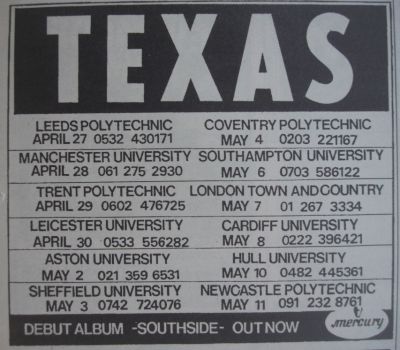 TEXAS
LEEDS POLYTECHNIC
APRIL 27 0532 430171
MANCHESTER UNIVERSITY
APRIL 28 061 275 2930
TRENT POLYTECHNIC
APRIL 29 0602 476725
LEICESTER UNIVERSITY
APRIL 30 0533 556282
ASTON UNIVERSITY
MAY 2 021 359 6531
SHEFFIELD UNIVERSITY
MAY 3 0742 724076
COVENTRY POLYTECHNIC
MAY 4 0203 221167
SOUTHAMPTON UNIVERSITY
MAY 6 0703 586122
LONDON TOWN AND COUNTRY
MAY 7 01 267 3334
CARDIFF UNIVERSITY
MAY 8 0222 396421
HULL UNIVERSITY
MAY 10 0482 445361
NEWCASTLE POLYTECHNIC
MAY 11 091 232 8761
DEBUT ALBUM -SOUTHSIDE- OUT NOW
mercury